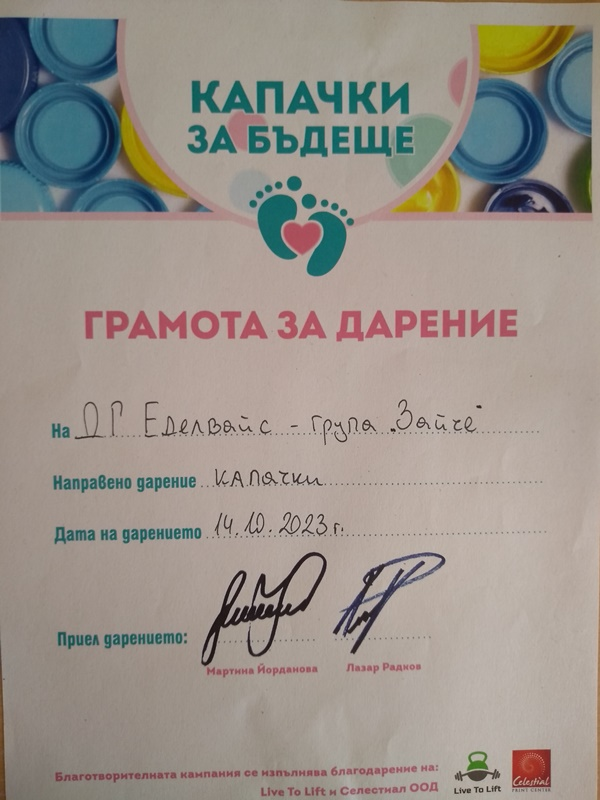 КАПАЧКИ
ЗА БЪДЕЩЕ
ГРАМОТА ЗА ДАРЕНИЕ
На ДГ Еделвайс - група „Зайче"
Направено дарение капачки
Дата на дарението 14.10.2023г.
Приел дарението:
Мартина Йорданова Лазар Радков
Благотворителната кампания се изпълнява благодарение на:
Live To Lift и Селестиал ООД
Live To Lift
Celestial
PRINT CENTER